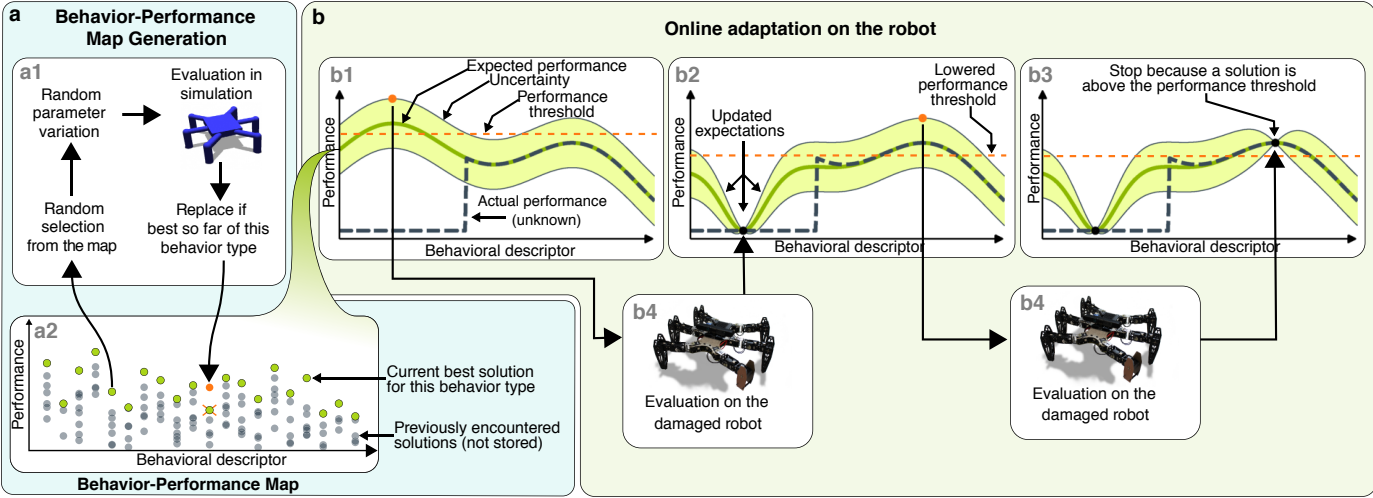 a
Behavior-Performance
Map Generation
a1
Random
parameter
variation
Evaluation in
simulation
Random
selection
from the map
Replace if
best so far of this
behavior type
a2
Performance
Behavioral descriptor
Current best solution
for this behavior type
Previously encountered
solutions (not stored)
Behavior-Performance Map
b
Online adaptation on the robot
b1
Expected performance
Uncertainty
Performance
threshold
Performance
Actual performance
(unknown)
Behavioral descriptor
b2
Lowered
performance
threshold
Updated
expectations
Performance
Behavioral descriptor
b3
Stop because a solution is
above the performance threshold
Performance
Behavioral descriptor
b4
Evaluation on the
damaged robot
b4
Evaluation on the
damaged robot